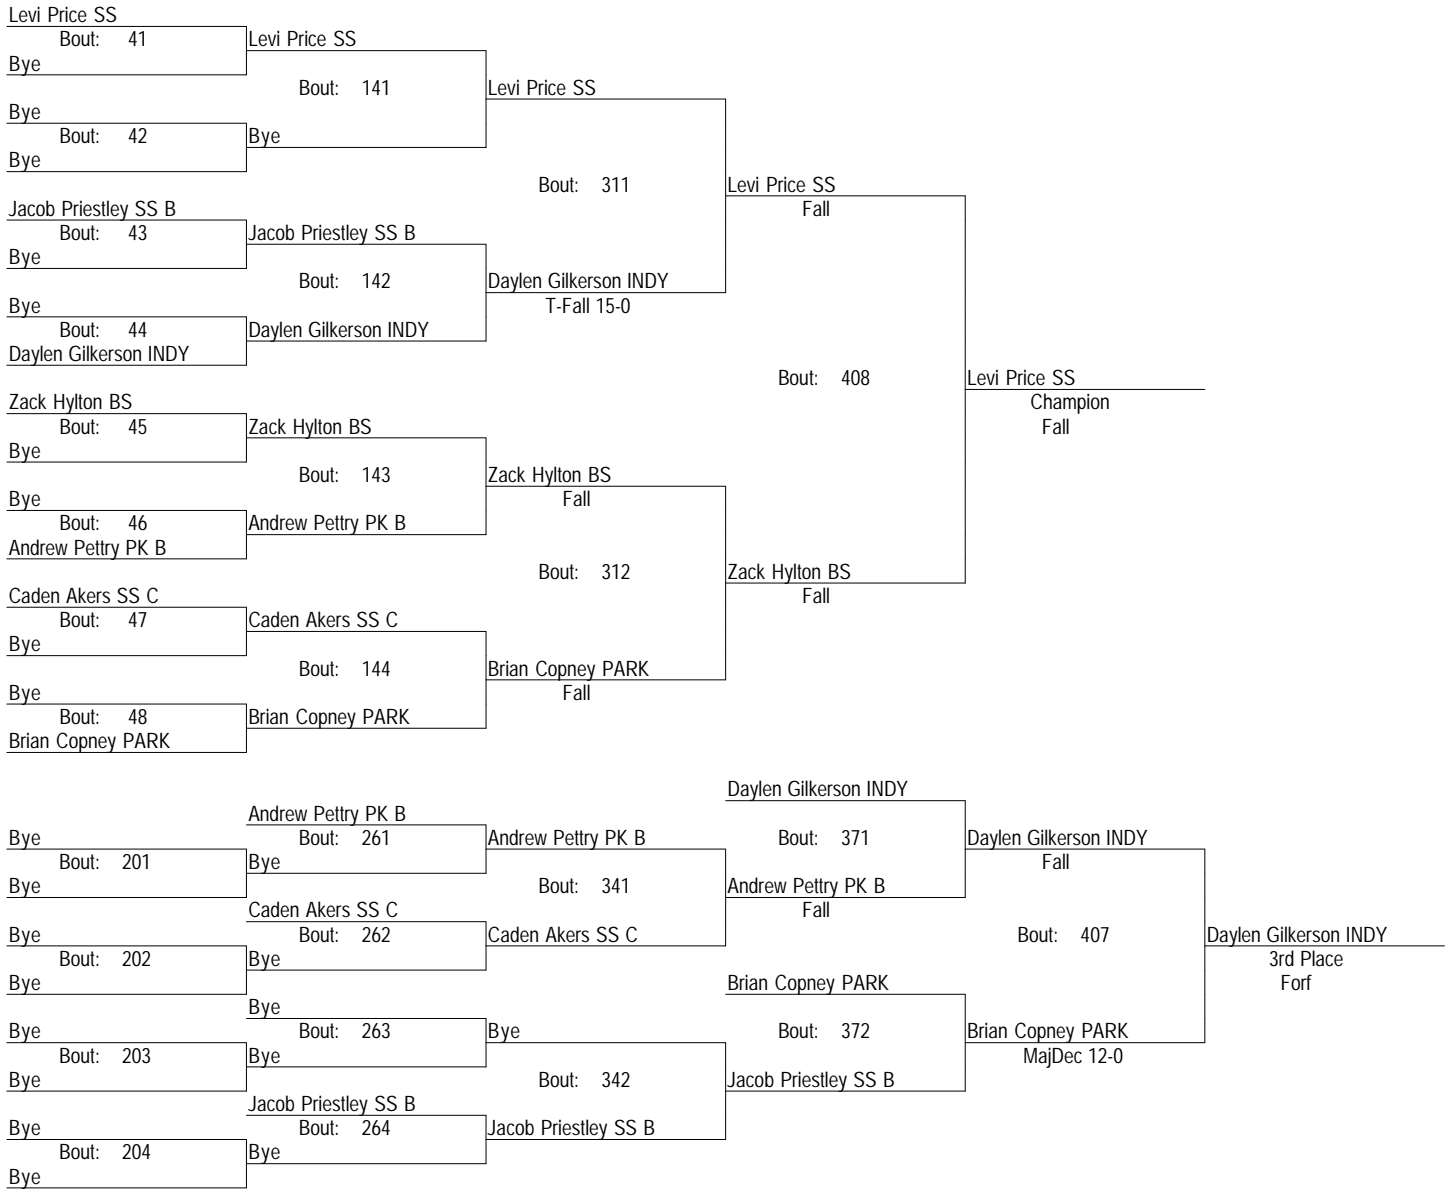 Levi Price SS
Bout: 41 Levi Price SS
Bye
Bout: 141 Levi Price SS
Bye
Bout: 42 Bye
Bye
Bout: 311 Levi Price SS
Fall
Jacob Priestley SS B
Bout: 43 Jacob Priestley SS B
Bye
Bout: 142 Daylen Gilkerson INDY
Bye T-Fall 15-0
Bout: 44 Daylen Gilkerson INDY
Daylen Gilkerson INDY
Bout: 408 Levi Price SS
Zack Hylton BS Champion
Bout: 45 Zack Hylton BS Fall
Bye
Bout: 143 Zack Hylton BS
Bye Fall
Bout: 46 Andrew Pettry PK B
Andrew Pettry PK B
Bout: 312 Zack Hylton BS
Caden Akers SS C Fall
Bout: 47 Caden Akers SS C
Bye
Bout: 144 Brian Copney PARK
Bye Fall
Bout: 48 Brian Copney PARK
Brian Copney PARK
Daylen Gilkerson INDY
Andrew Pettry PK B
Bye Bout: 261 Andrew Pettry PK B Bout: 371 Daylen Gilkerson INDY
Bout: 201 Bye Fall
Bye Bout: 341 Andrew Pettry PK B
Caden Akers SS C Fall
Bye Bout: 262 Caden Akers SS C Bout: 407 Daylen Gilkerson INDY
Bout: 202 Bye 3rd Place
Bye Brian Copney PARK Forf
Bye
Bye Bout: 263 Bye Bout: 372 Brian Copney PARK
Bout: 203 Bye MajDec 12-0
Bye Bout: 342 Jacob Priestley SS B
Jacob Priestley SS B
Bye Bout: 264 Jacob Priestley SS B
Bout: 204 Bye
Bye